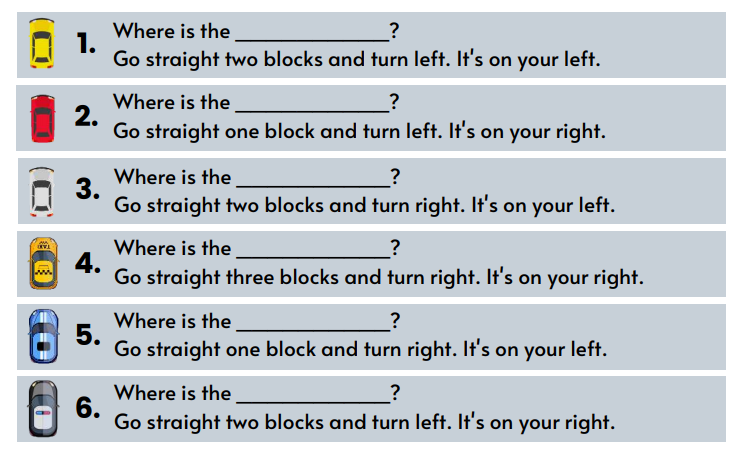 1. Where is the _______________?
Go straight two blocks and turn left. It's on your left.
2. Where is the _______________?
Go straight one block and turn left. It's on your right.
3. Where is the _______________?
Go straight two blocks and turn right. It's on your left.
4. Where is the _______________?
Go straight three blocks and turn right. It's on your right.
5. Where is the _______________?
Go straight one block and turn right. It's on your left.
6. Where is the _______________?
Go straight two blocks and turn left. It's on your right.